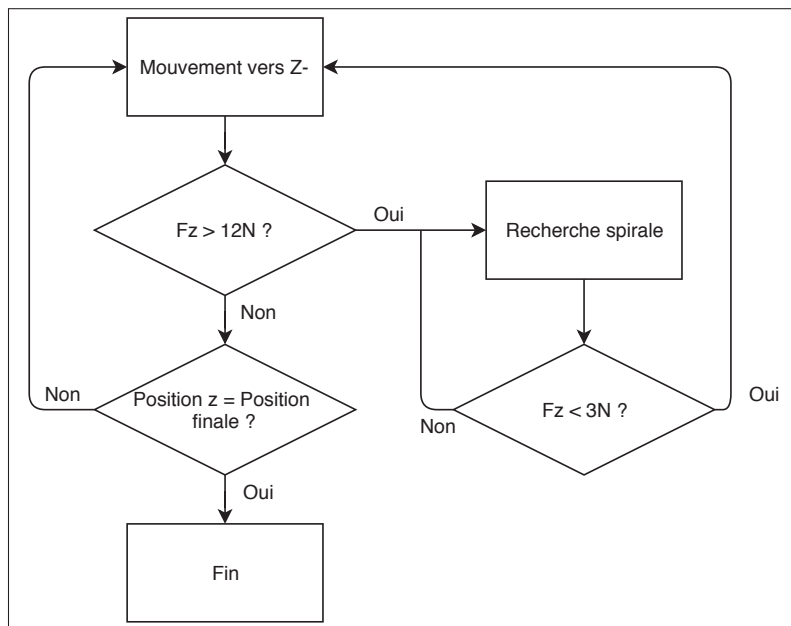 Mouvement vers Z-
Fz > 12N ?
Oui
Recherche spirale
Non
Position z = Position
finale ?
Non
Fz < 3N ?
Non
Oui
Oui
Fin